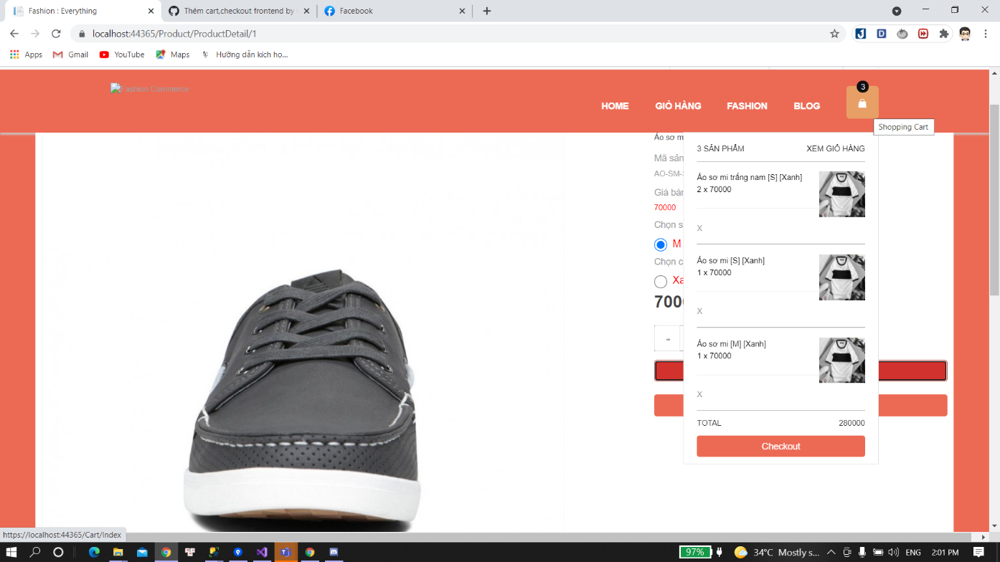 Fashion : Everything
Thêm cart,checkout frontend by
Facebook
localhost:44365/Product/ProductDetail/1
Apps
Gmail
YouTube
Maps
Hướng dẫn kích ho...
Fashion Commerce
HOME
GIỎ HÀNG
FASHION
BLOG
3
Shopping Cart
Áo sơ m
Mã sản
AO-SM-
Giá bán
70000
Chọn s
M
Chọn c
Xa
700
-
3 SẢN PHẨM
XEM GIỎ HÀNG
Áo sơ mi trắng nam [S] [Xanh]
2 x 70000
X
Áo sơ mi [S] [Xanh]
1 x 70000
X
Áo sơ mi [M] [Xanh]
1 x 70000
X
TOTAL
280000
Checkout
https://localhost:44365/Cart/Index
97%
34°C Mostly s...
ENG
2:01 PM